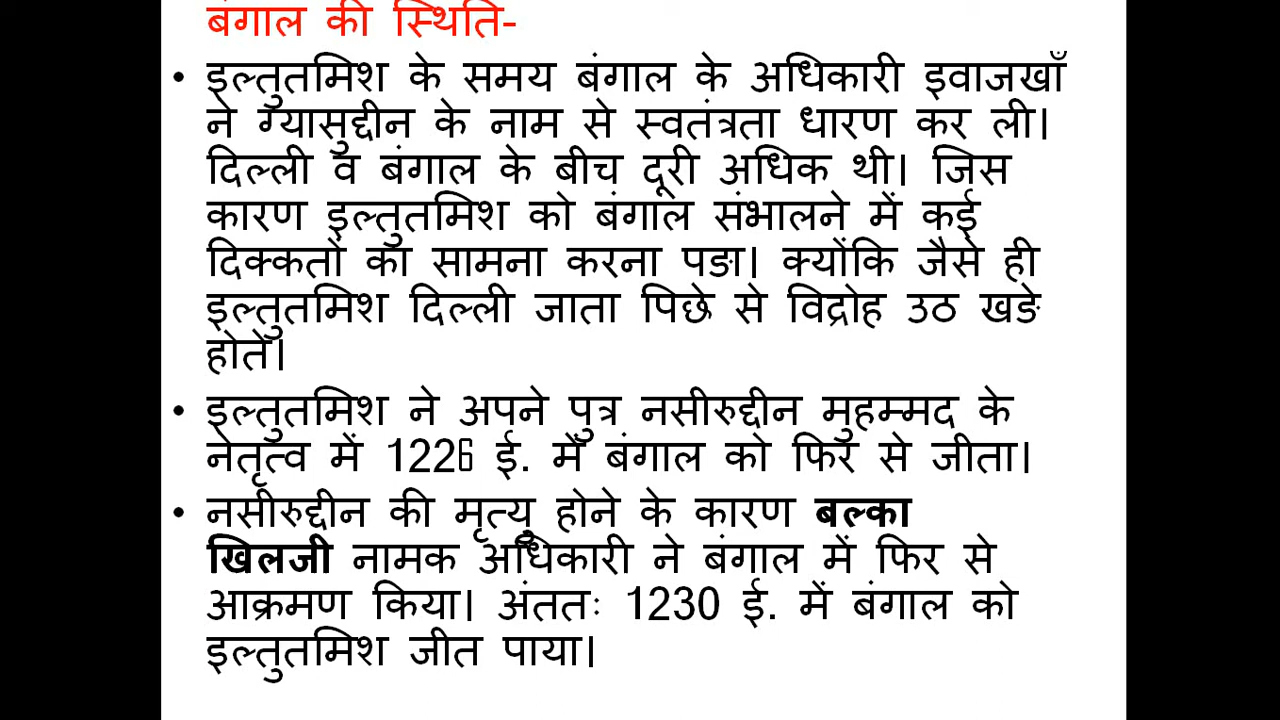 बंगाल की स्थिति-
• इल्तुतमिश के समय बंगाल के अधिकारी इवाजखाँ
ने ग्यासुद्दीन के नाम से स्वतंत्रता धारण कर ली।
दिल्ली व बंगाल के बीच दूरी अधिक थी। जिस
कारण इल्तुतमिश को बंगाल संभालने में कई
दिक्कतों का सामना करना पङा। क्योंकि जैसे ही
इल्तुतमिश दिल्ली जाता पिछे से विद्रोह उठ खङे
होते।
• इल्तुतमिश ने अपने पुत्र नसीरुद्दीन मुहम्मद के
नेतृत्व में 1226 ई. में बंगाल को फिर से जीता।
• नसीरुद्दीन की मृत्यु होने के कारण बल्का
खिलजी नामक अधिकारी ने बंगाल में फिर से
आक्रमण किया। अंततः 1230 ई. में बंगाल को
इल्तुतमिश जीत पाया।